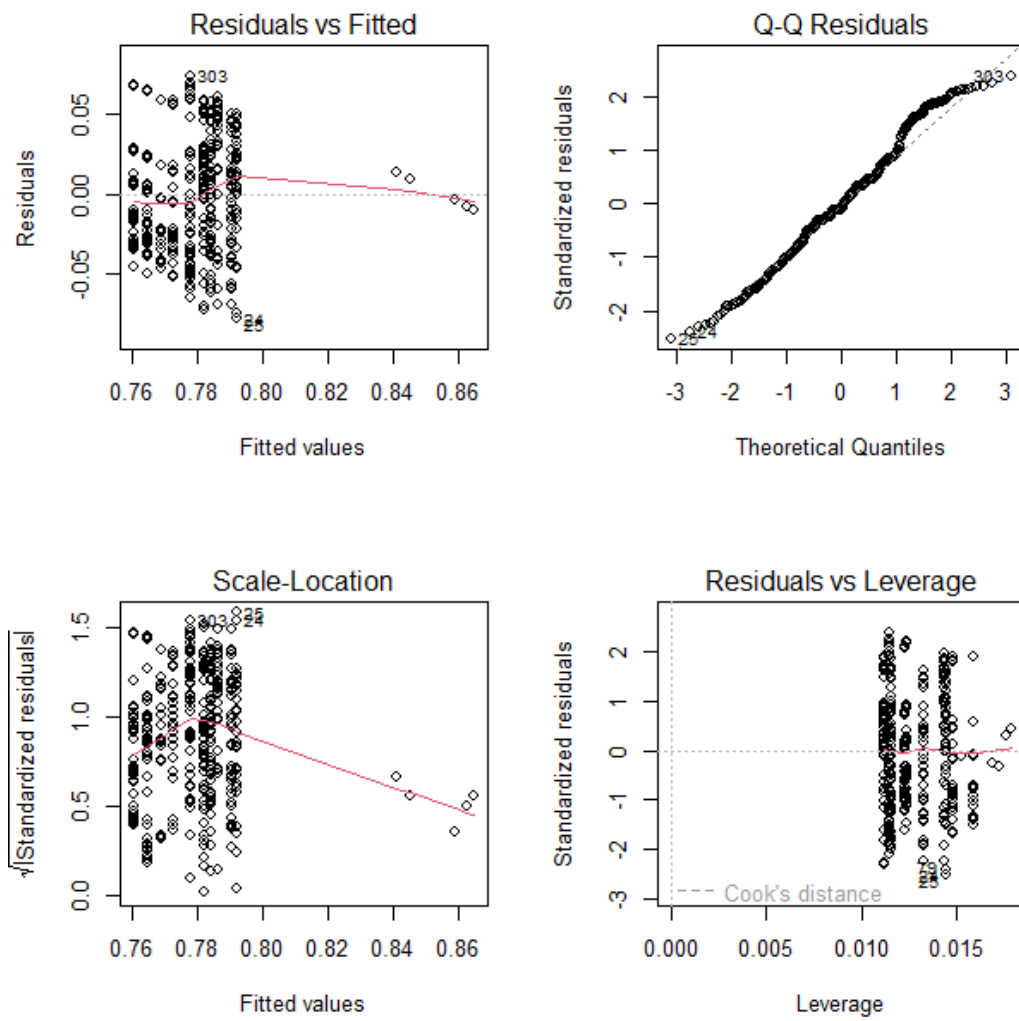 Residuals vs Fitted
Residuals
0.05
0.00
-0.05
303
24
25
0.76 0.78 0.80 0.82 0.84 0.86
Fitted values
Q-Q Residuals
Standardized residuals
2
1
0
-1
-2
303
24
25
-3 -2 -1 0 1 2 3
Theoretical Quantiles
Scale-Location
√|Standardized residuals|
1.5
1.0
0.5
0.0
303
25
24
0.76 0.78 0.80 0.82 0.84 0.86
Fitted values
Residuals vs Leverage
Standardized residuals
2
1
0
-1
-2
-3
79
25
Cook's distance
0.000 0.005 0.010 0.015
Leverage